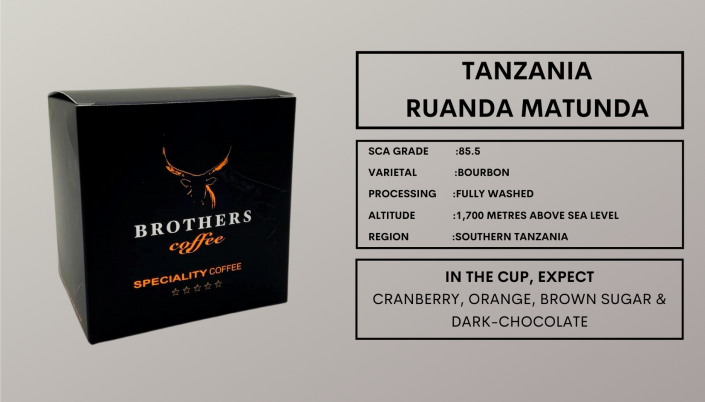 BROTHERS
coffee
SPECIALITY COFFEE
TANZANIA
RUANDA MATUNDA
SCA GRADE :85.5
VARIETAL :BOURBON
PROCESSING :FULLY WASHED
ALTITUDE :1,700 METRES ABOVE SEA LEVEL
REGION :SOUTHERN TANZANIA
IN THE CUP, EXPECT
CRANBERRY, ORANGE, BROWN SUGAR &
DARK-CHOCOLATE